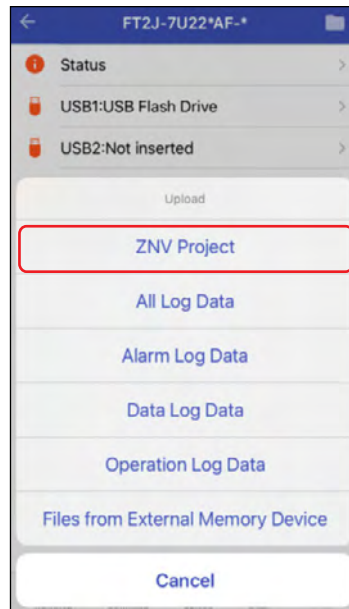 FT2J-7U22*AF-*
Status
USB1:USB Flash Drive
USB2:Not inserted
Upload
ZNV Project
All Log Data
Alarm Log Data
Data Log Data
Operation Log Data
Files from External Memory Device
Cancel